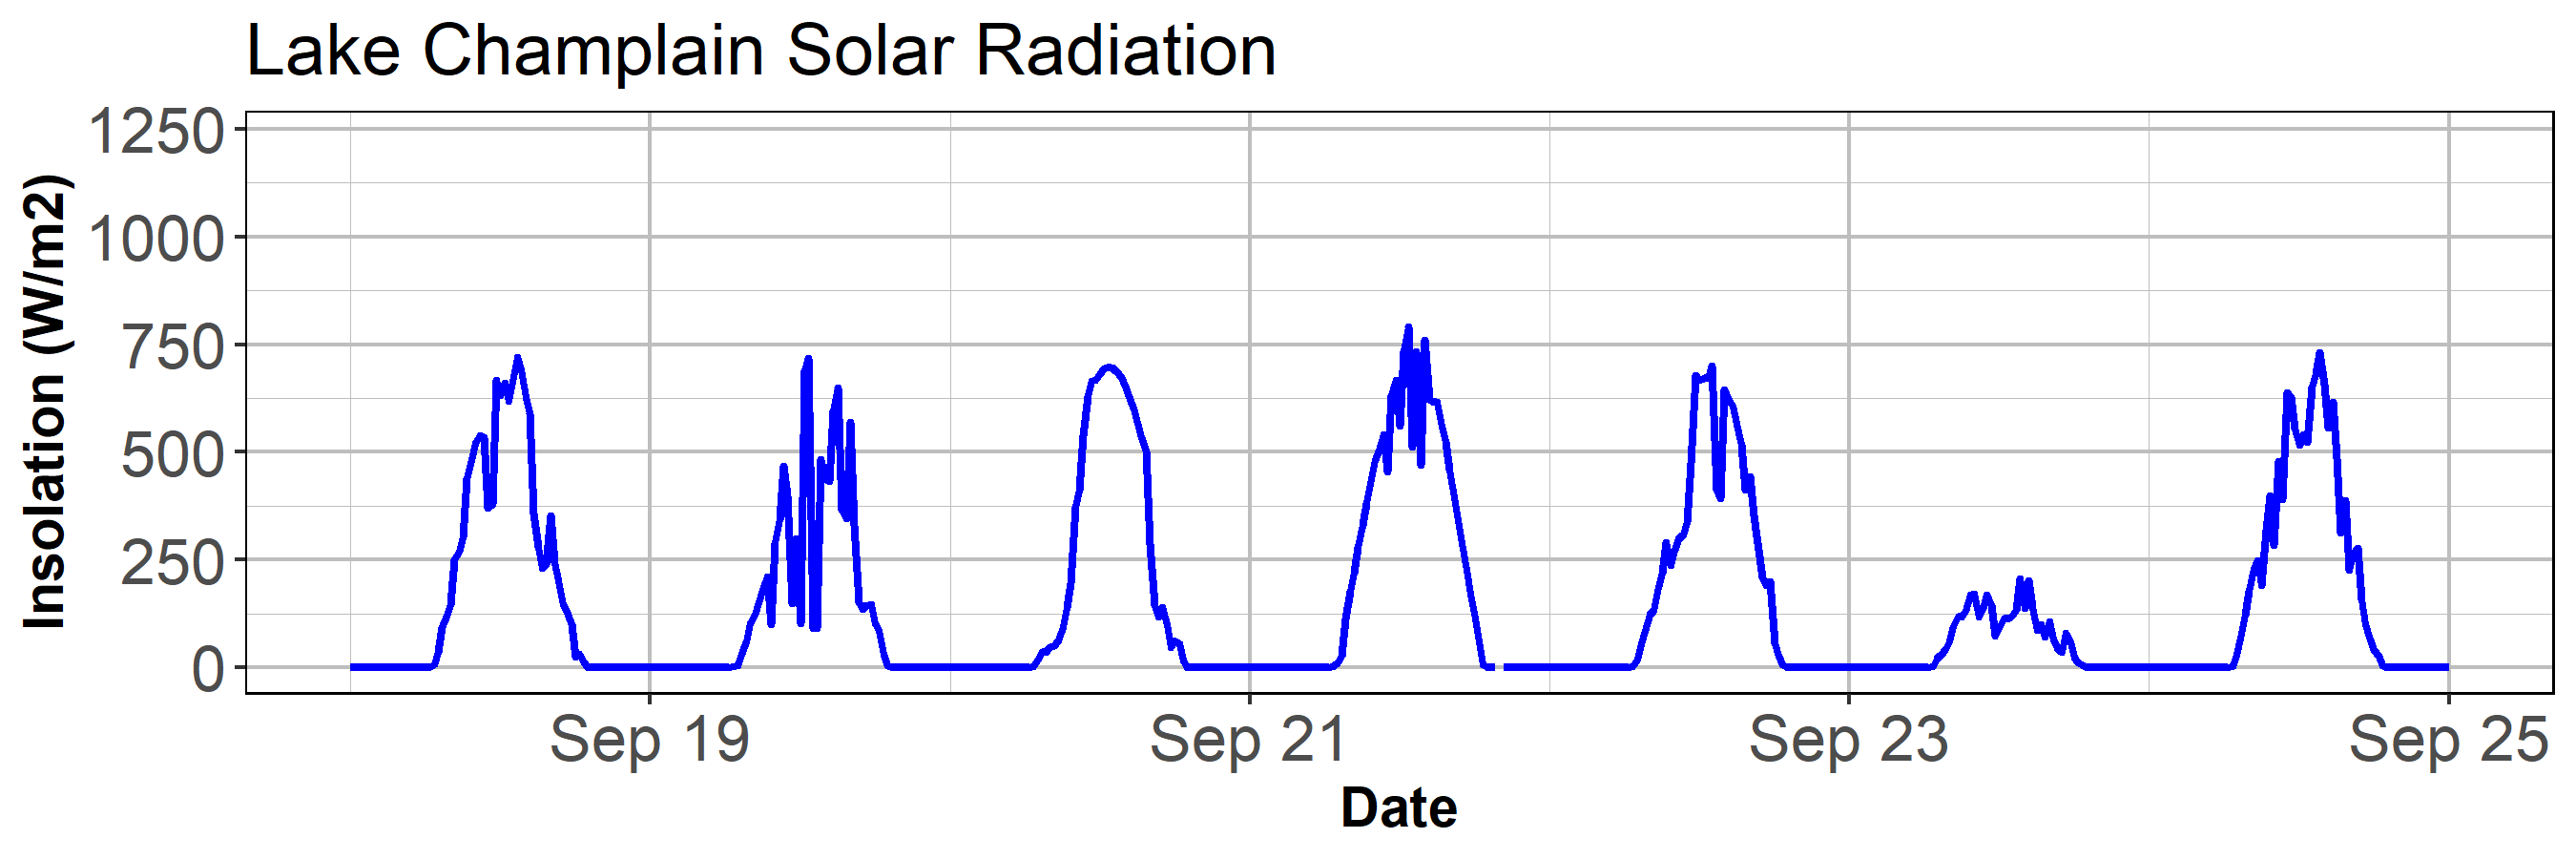 Lake Champlain Solar Radiation
1250
1000
750
500
250
0
Insolation (W/m2)
Sep 19 Sep 21 Sep 23 Sep 25
Date